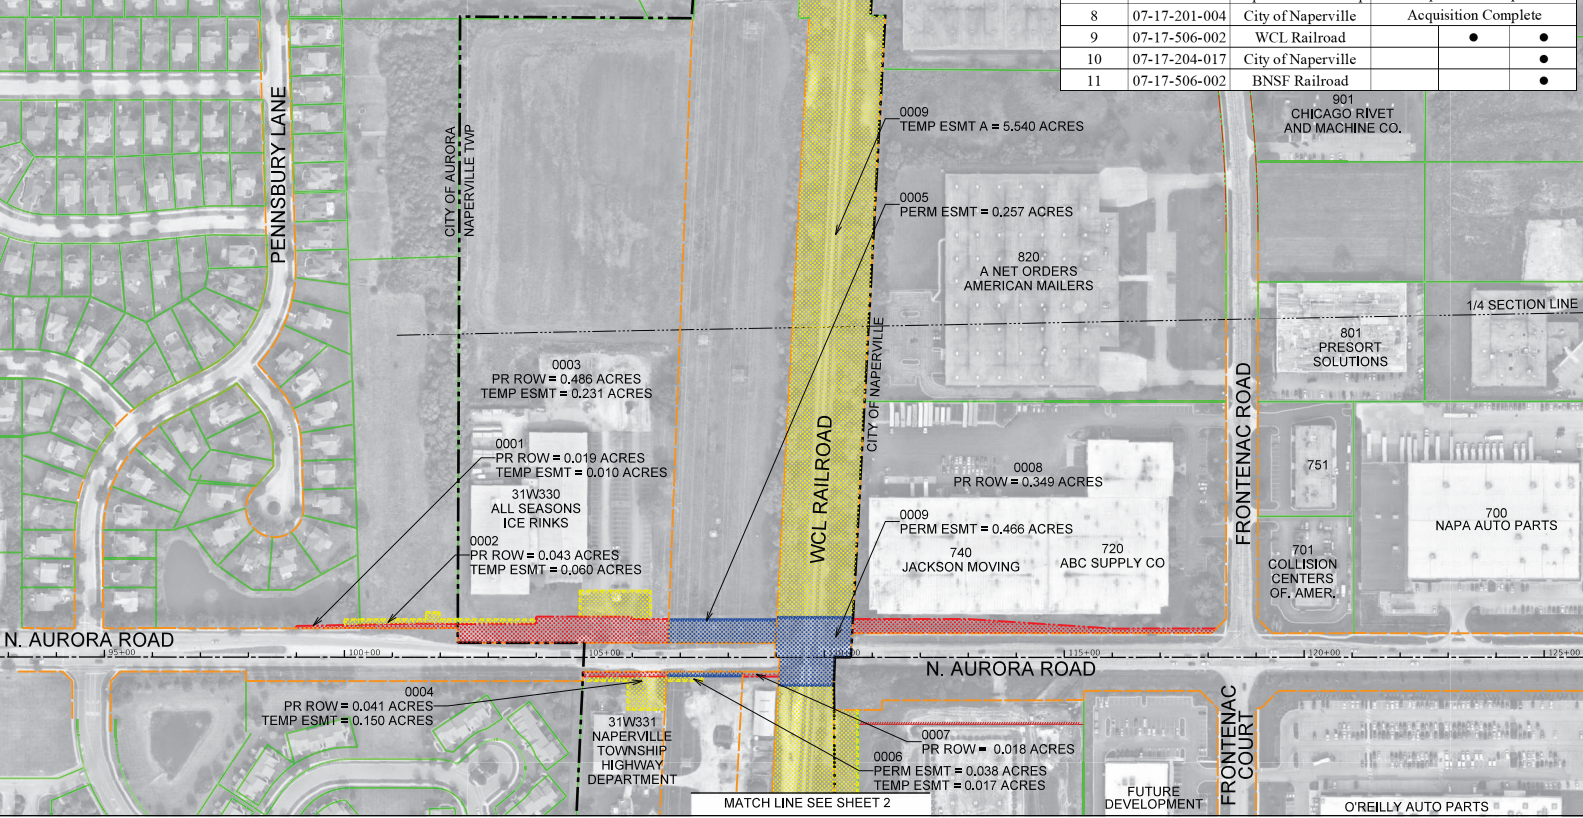 8 07-17-201-004 City of Naperville Acquisition Complete
9 07-17-506-002 WCL Railroad ● ●
10 07-17-204-017 City of Naperville ●
11 07-17-506-002 BNSF Railroad ●
PENNSBURY LANE
CITY OF AURORA
NAPERVILLE TWP
0009
TEMP ESMT A = 5.540 ACRES
901
CHICAGO RIVET
AND MACHINE CO.
0005
PERM ESMT = 0.257 ACRES
820
A NET ORDERS
AMERICAN MAILERS
1/4 SECTION LINE
801
PRESORT
SOLUTIONS
CITY OF NAPERVILLE
0003
PR ROW = 0.486 ACRES
TEMP ESMT = 0.231 ACRES
FRONTENAC ROAD
WCL RAILROAD
0001
PR ROW = 0.019 ACRES
TEMP ESMT = 0.010 ACRES
31W330
ALL SEASONS
ICE RINKS
0008
PR ROW = 0.349 ACRES
751
700
NAPA AUTO PARTS
0002
PR ROW = 0.043 ACRES
TEMP ESMT = 0.060 ACRES
0009
PERM ESMT = 0.466 ACRES
740
JACKSON MOVING
720
ABC SUPPLY CO
701
COLLISION
CENTERS
OF. AMER.
N. AURORA ROAD
95+00 100+00 105+00 115+00 120+00 125+00
N. AURORA ROAD
0004
PR ROW = 0.041 ACRES
TEMP ESMT = 0.150 ACRES
31W331
NAPERVILLE
TOWNSHIP
HIGHWAY
DEPARTMENT
0007
PR ROW = 0.018 ACRES
0006
PERM ESMT = 0.038 ACRES
TEMP ESMT = 0.017 ACRES
FRONTENAC
COURT
FUTURE
DEVELOPMENT
MATCH LINE SEE SHEET 2
O'REILLY AUTO PARTS